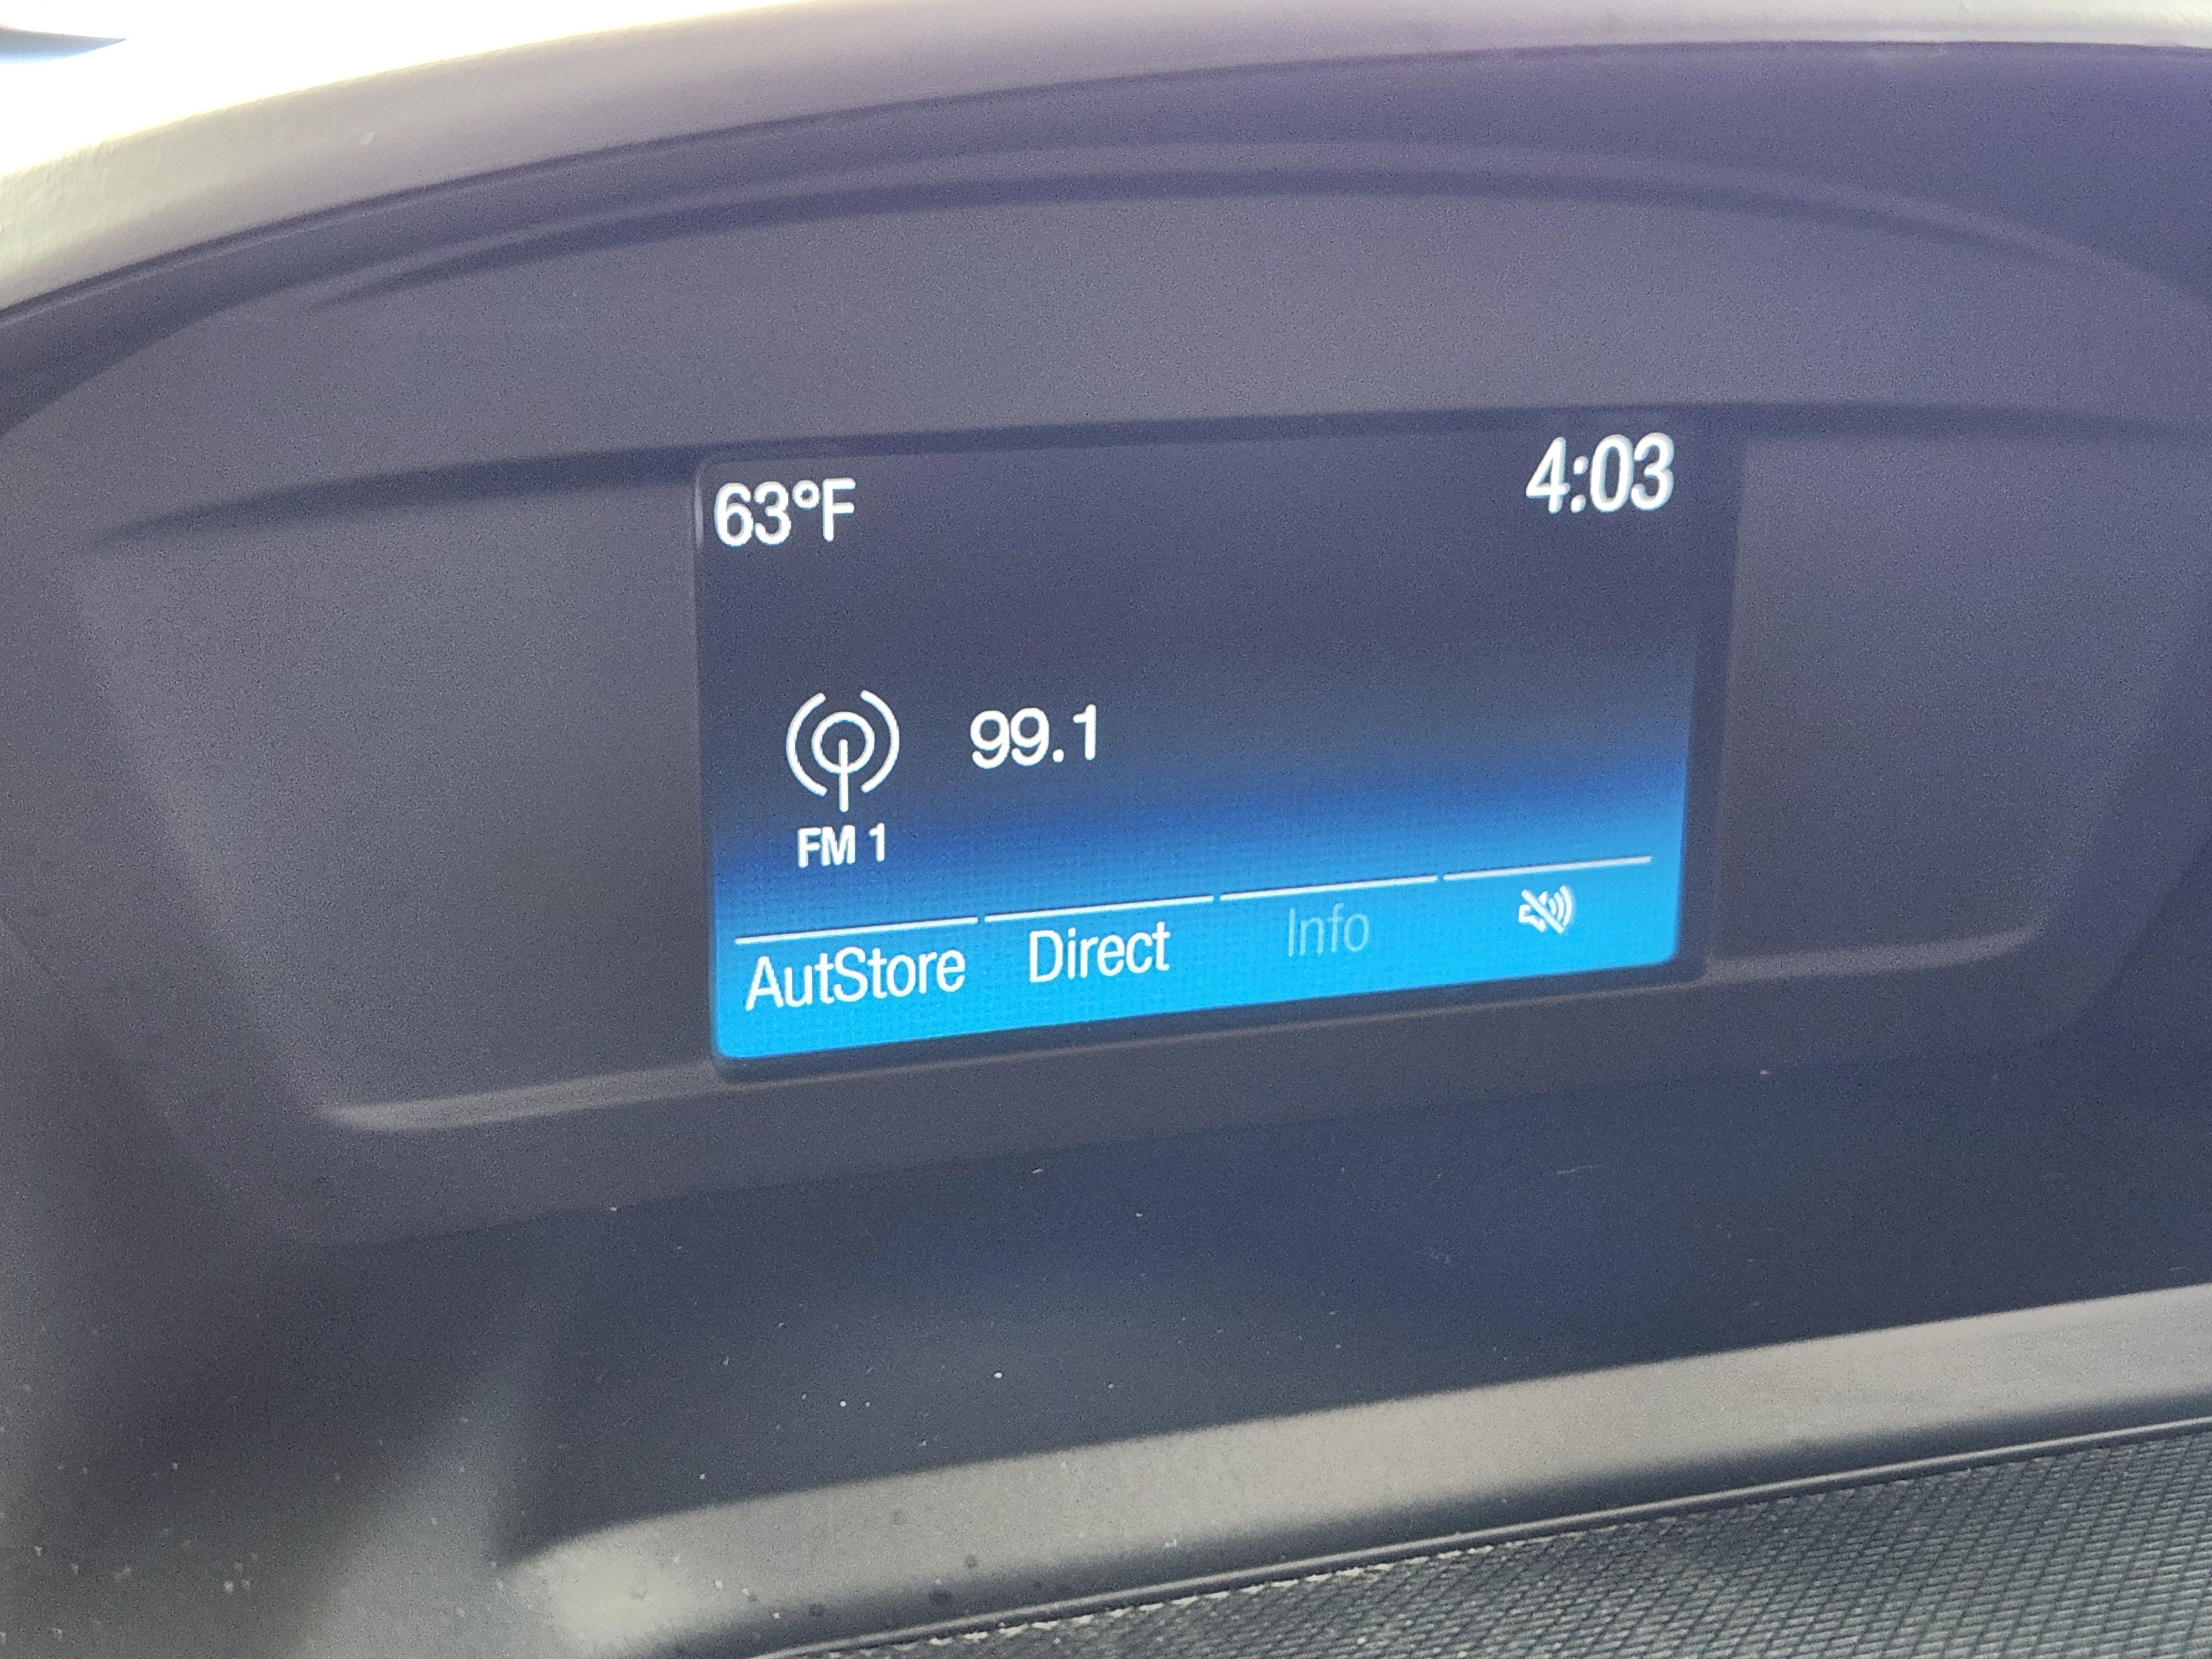 63°F 4:03
99.1
FM 1
AutStore Direct Info